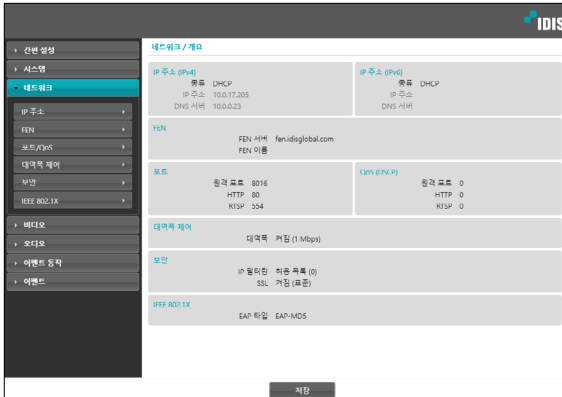 IDIS
간편 설정
시스템
네트워크
IP 주소
FEN
포트/QoS
대역폭 제어
보안
IEEE 802.1X
비디오
오디오
이벤트 동작
이벤트
네트워크 / 개요
IP 주소 (IPv4)
종류 DHCP
IP 주소 10.0.17.205
DNS 서버 10.0.0.23
IP 주소 (IPv6)
종류 DHCP
IP 주소
DNS 서버
FEN
FEN 서버 fen.idisglobal.com
FEN 이름
포트
원격 포트 8016
HTTP 80
RTSP 554
QoS (DSCP)
원격 포트 0
HTTP 0
RTSP 0
대역폭 제어
대역폭 꺼짐 (1 Mbps)
보안
IP 필터링 허용 목록 (0)
SSL 꺼짐 (표준)
IEEE 802.1X
EAP 타입 EAP-MD5
저장